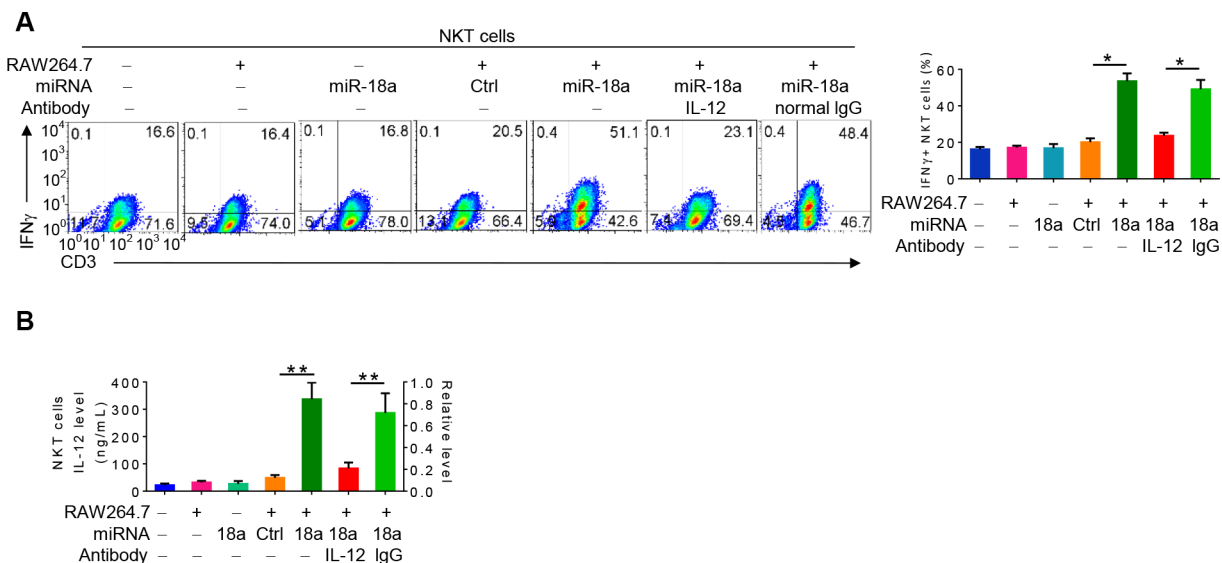 A
NKT cells
RAW264.7 – + – + + + +
miRNA – – miR-18a Ctrl miR-18a miR-18a miR-18a
Antibody – – – – – IL-12 normal IgG
10⁴ 0.1 16.6 0.1 16.4 0.1 16.8 0.1 20.5 0.4 51.1 0.1 23.1 0.4 48.4
10³
10²
10¹
10⁰ 71.6 74.0 78.0 66.4 42.6 69.4 46.7
10⁰ 10¹ 10² 10³ 10⁴
IFNγ
CD3
IFNγ+ NKT cells (%)
60
40
20
0
* *
RAW264.7 – + – + + + +
miRNA – – 18a Ctrl 18a 18a 18a
Antibody – – – – – IL-12 IgG
B
NKT cells
IL-12 level
(ng/mL)
400
300
200
100
0
** **
1.0
0.8
0.6
0.4
0.2
0.0
Relative level
RAW264.7 – + – + + + +
miRNA – – 18a Ctrl 18a 18a 18a
Antibody – – – – – IL-12 IgG